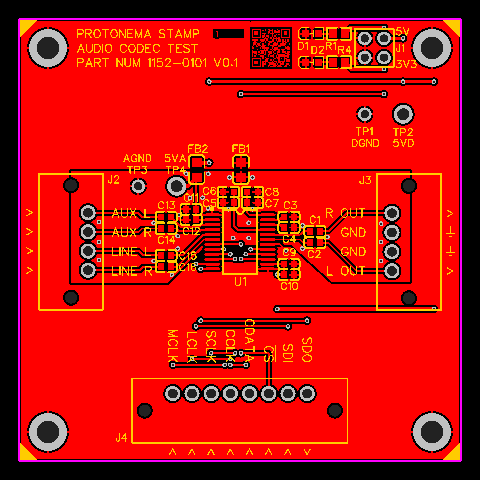 PROTONEMA STAMP
AUDIO CODEC TEST
PART NUM 1152-0101 V0.1
D1
D2
R1
R4
5V
J1
3V3
TP1
DGND
TP2
5VD
FB2
FB1
AGND
TP3
5VA
TP4
J2
J3
C6
C5
C8
C7
C11
C12
C13
C14
C15
C16
C3
C4
C1
C2
C9
C10
U1
AUX L
AUX R
LINE L
LINE R
R OUT
GND
GND
L OUT
MCLK
LCLK
SCLK
CCLK
CDATA
CS
SDI
SDO
J4